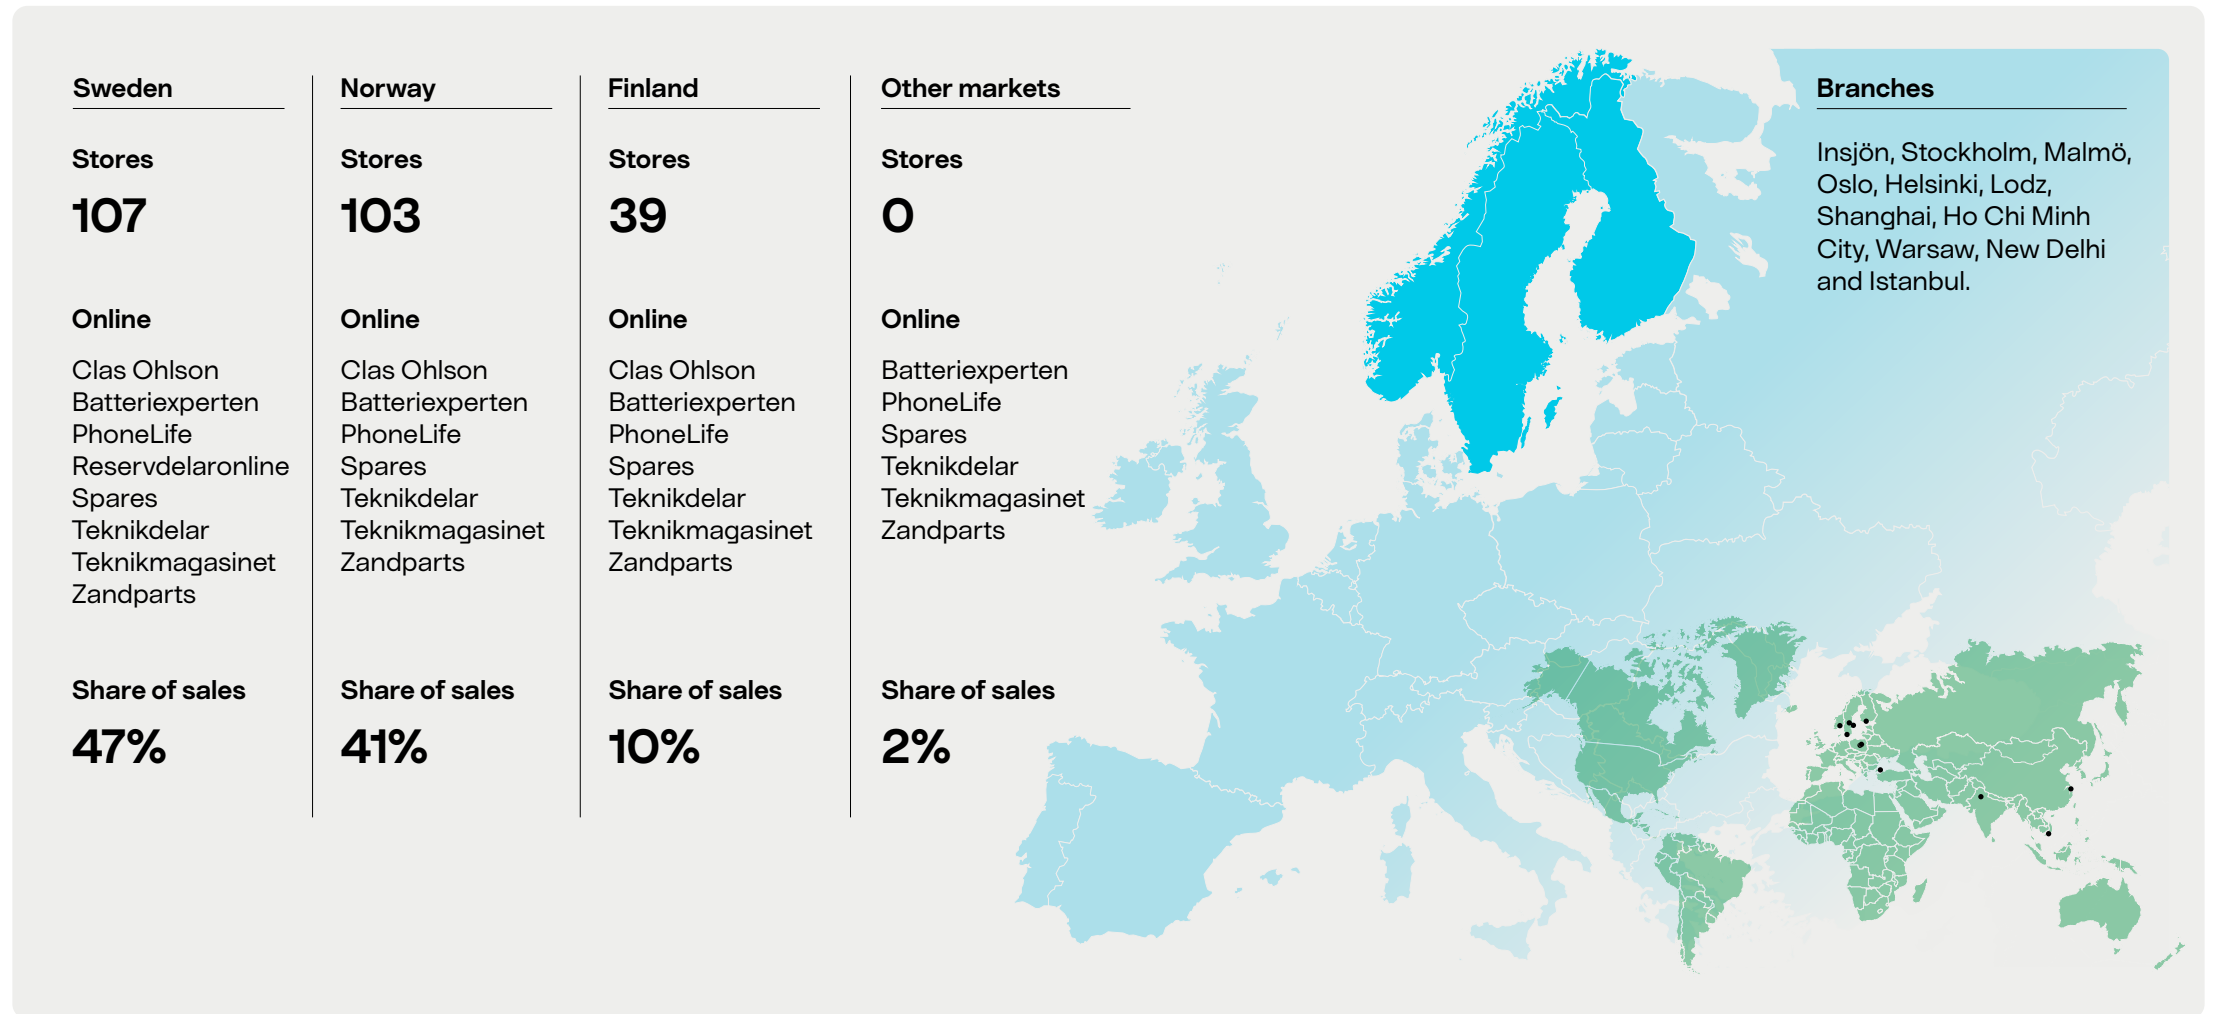 Sweden
Stores
107
Online
Clas Ohlson
Batteriexperten
PhoneLife
Reservdelaronline
Spares
Teknikdelar
Teknikmagasinet
Zandparts
Share of sales
47%
Norway
Stores
103
Online
Clas Ohlson
Batteriexperten
PhoneLife
Spares
Teknikdelar
Teknikmagasinet
Zandparts
Share of sales
41%
Finland
Stores
39
Online
Clas Ohlson
Batteriexperten
PhoneLife
Spares
Teknikdelar
Teknikmagasinet
Zandparts
Share of sales
10%
Other markets
Stores
0
Online
Batteriexperten
PhoneLife
Spares
Teknikdelar
Teknikmagasinet
Zandparts
Share of sales
2%
Branches
Insjön, Stockholm, Malmö,
Oslo, Helsinki, Lodz,
Shanghai, Ho Chi Minh
City, Warsaw, New Delhi
and Istanbul.